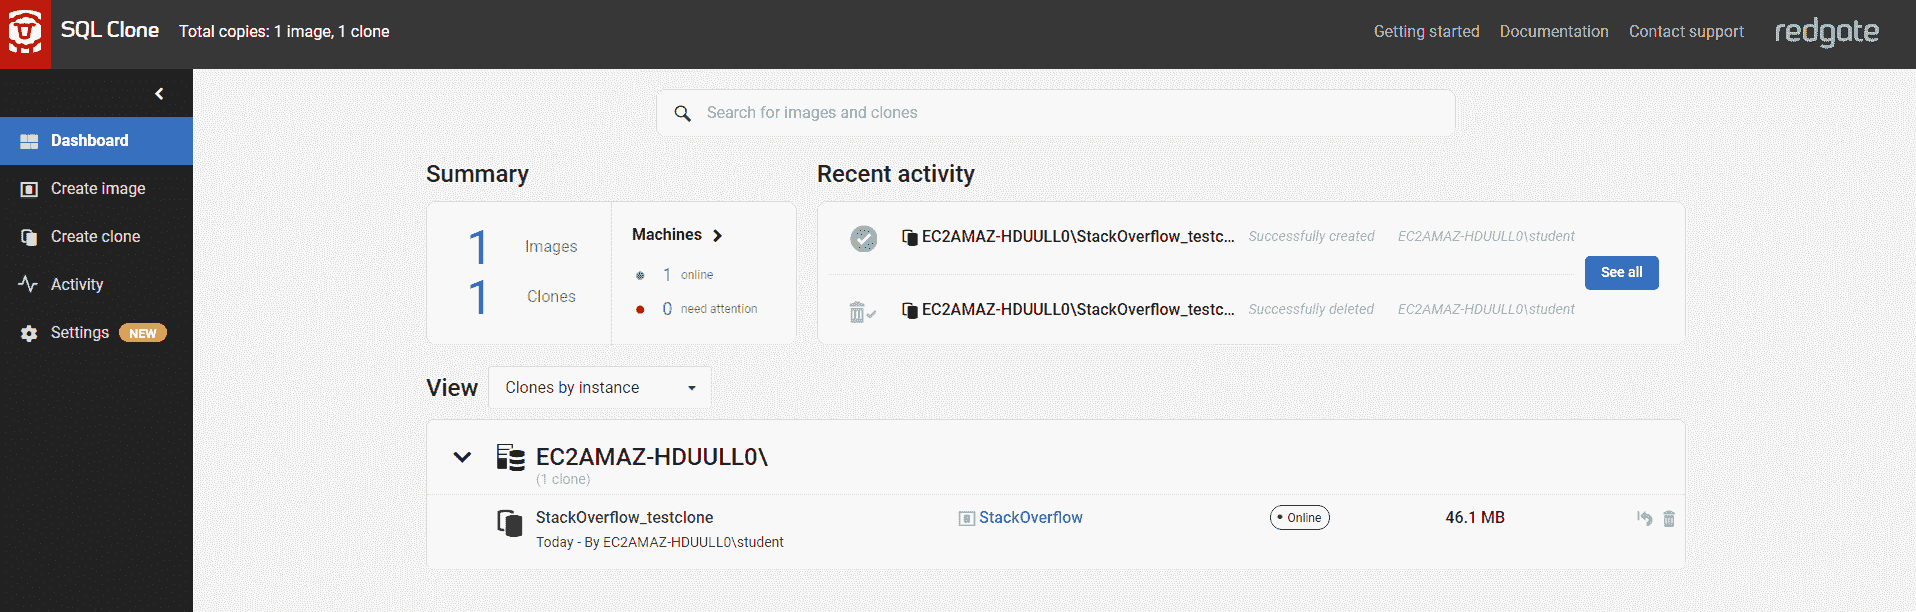 SQL Clone Total copies: 1 image, 1 clone Getting started Documentation Contact support redgate
Dashboard
Create image
Create clone
Activity
Settings NEW
Search for images and clones
Summary
1 Images
1 Clones
Machines
1 online
0 need attention
Recent activity
EC2AMAZ-HDUULL0\StackOverflow_testc... Successfully created EC2AMAZ-HDUULL0\student
See all
EC2AMAZ-HDUULL0\StackOverflow_testc... Successfully deleted EC2AMAZ-HDUULL0\student
View Clones by instance
EC2AMAZ-HDUULL0\
(1 clone)
StackOverflow_testclone StackOverflow Online 46.1 MB
Today - By EC2AMAZ-HDUULL0\student